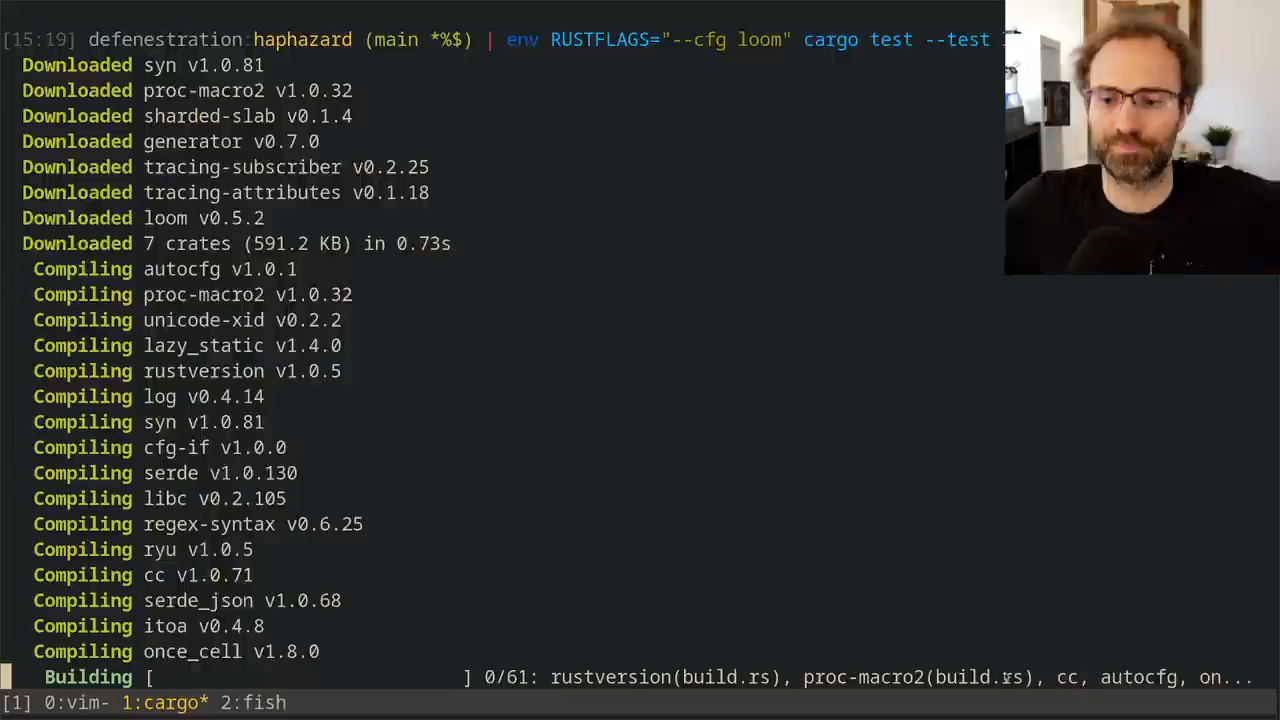 [15:19] defenestration:haphazard (main *%$) | env RUSTFLAGS="--cfg loom" cargo test --test
Downloaded syn v1.0.81
Downloaded proc-macro2 v1.0.32
Downloaded sharded-slab v0.1.4
Downloaded generator v0.7.0
Downloaded tracing-subscriber v0.2.25
Downloaded tracing-attributes v0.1.18
Downloaded loom v0.5.2
Downloaded 7 crates (591.2 KB) in 0.73s
Compiling autocfg v1.0.1
Compiling proc-macro2 v1.0.32
Compiling unicode-xid v0.2.2
Compiling lazy_static v1.4.0
Compiling rustversion v1.0.5
Compiling log v0.4.14
Compiling syn v1.0.81
Compiling cfg-if v1.0.0
Compiling serde v1.0.130
Compiling libc v0.2.105
Compiling regex-syntax v0.6.25
Compiling ryu v1.0.5
Compiling cc v1.0.71
Compiling serde_json v1.0.68
Compiling itoa v0.4.8
Compiling once_cell v1.8.0
Building [ ] 0/61: rustversion(build.rs), proc-macro2(build.rs), cc, autocfg, on...
[1] 0:vim- 1:cargo* 2:fish